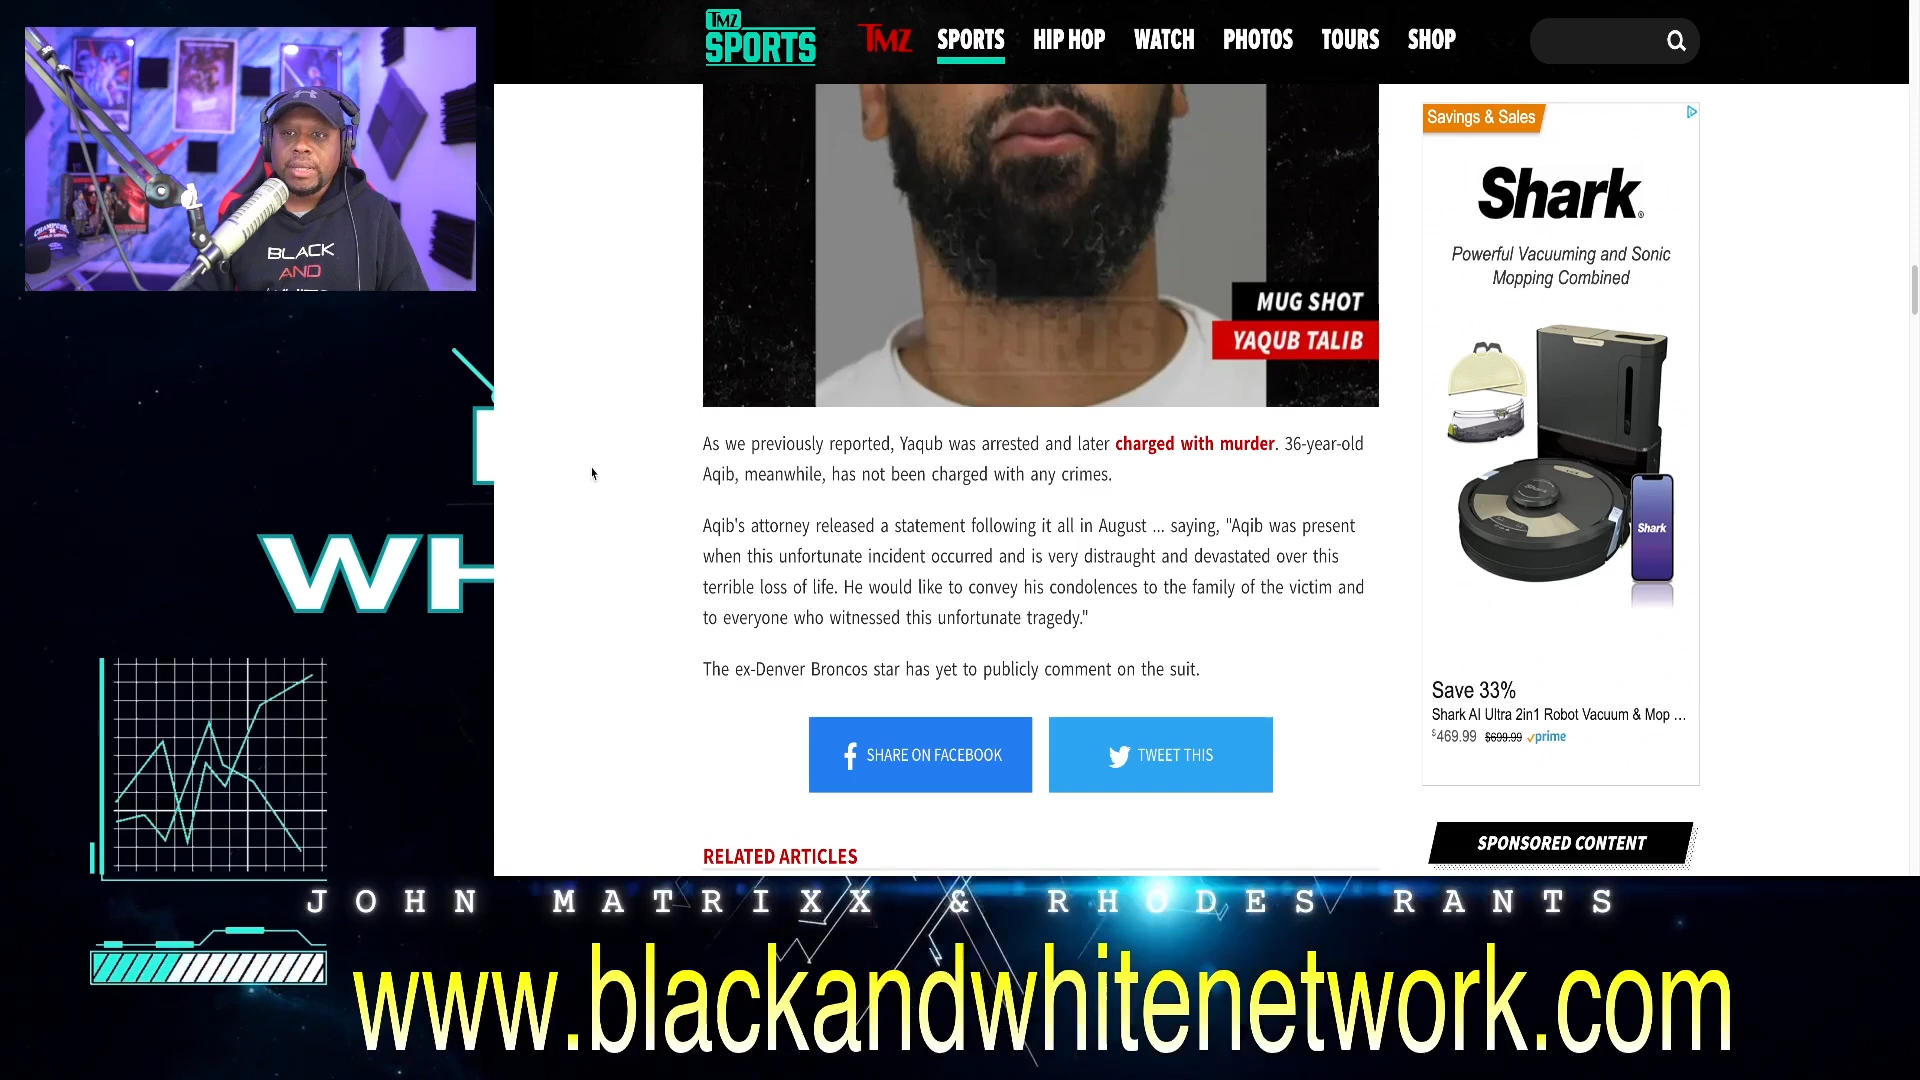 TMZ
SPORTS
TMZ
SPORTS
HIP HOP
WATCH
PHOTOS
TOURS
SHOP
BLACK
AND
MUG SHOT
YAQUB TALIB
As we previously reported, Yaqub was arrested and later charged with murder. 36-year-old
Aqib, meanwhile, has not been charged with any crimes.
Aqib's attorney released a statement following it all in August ... saying, "Aqib was present
when this unfortunate incident occurred and is very distraught and devastated over this
terrible loss of life. He would like to convey his condolences to the family of the victim and
to everyone who witnessed this unfortunate tragedy."
The ex-Denver Broncos star has yet to publicly comment on the suit.
SHARE ON FACEBOOK
TWEET THIS
RELATED ARTICLES
Savings & Sales
Shark
Powerful Vacuuming and Sonic
Mopping Combined
Shark
Save 33%
Shark AI Ultra 2in1 Robot Vacuum & Mop ...
$469.99 $699.99 prime
SPONSORED CONTENT
WH
JOHN MATRIXX & RHODES RANTS
www.blackandwhitenetwork.com